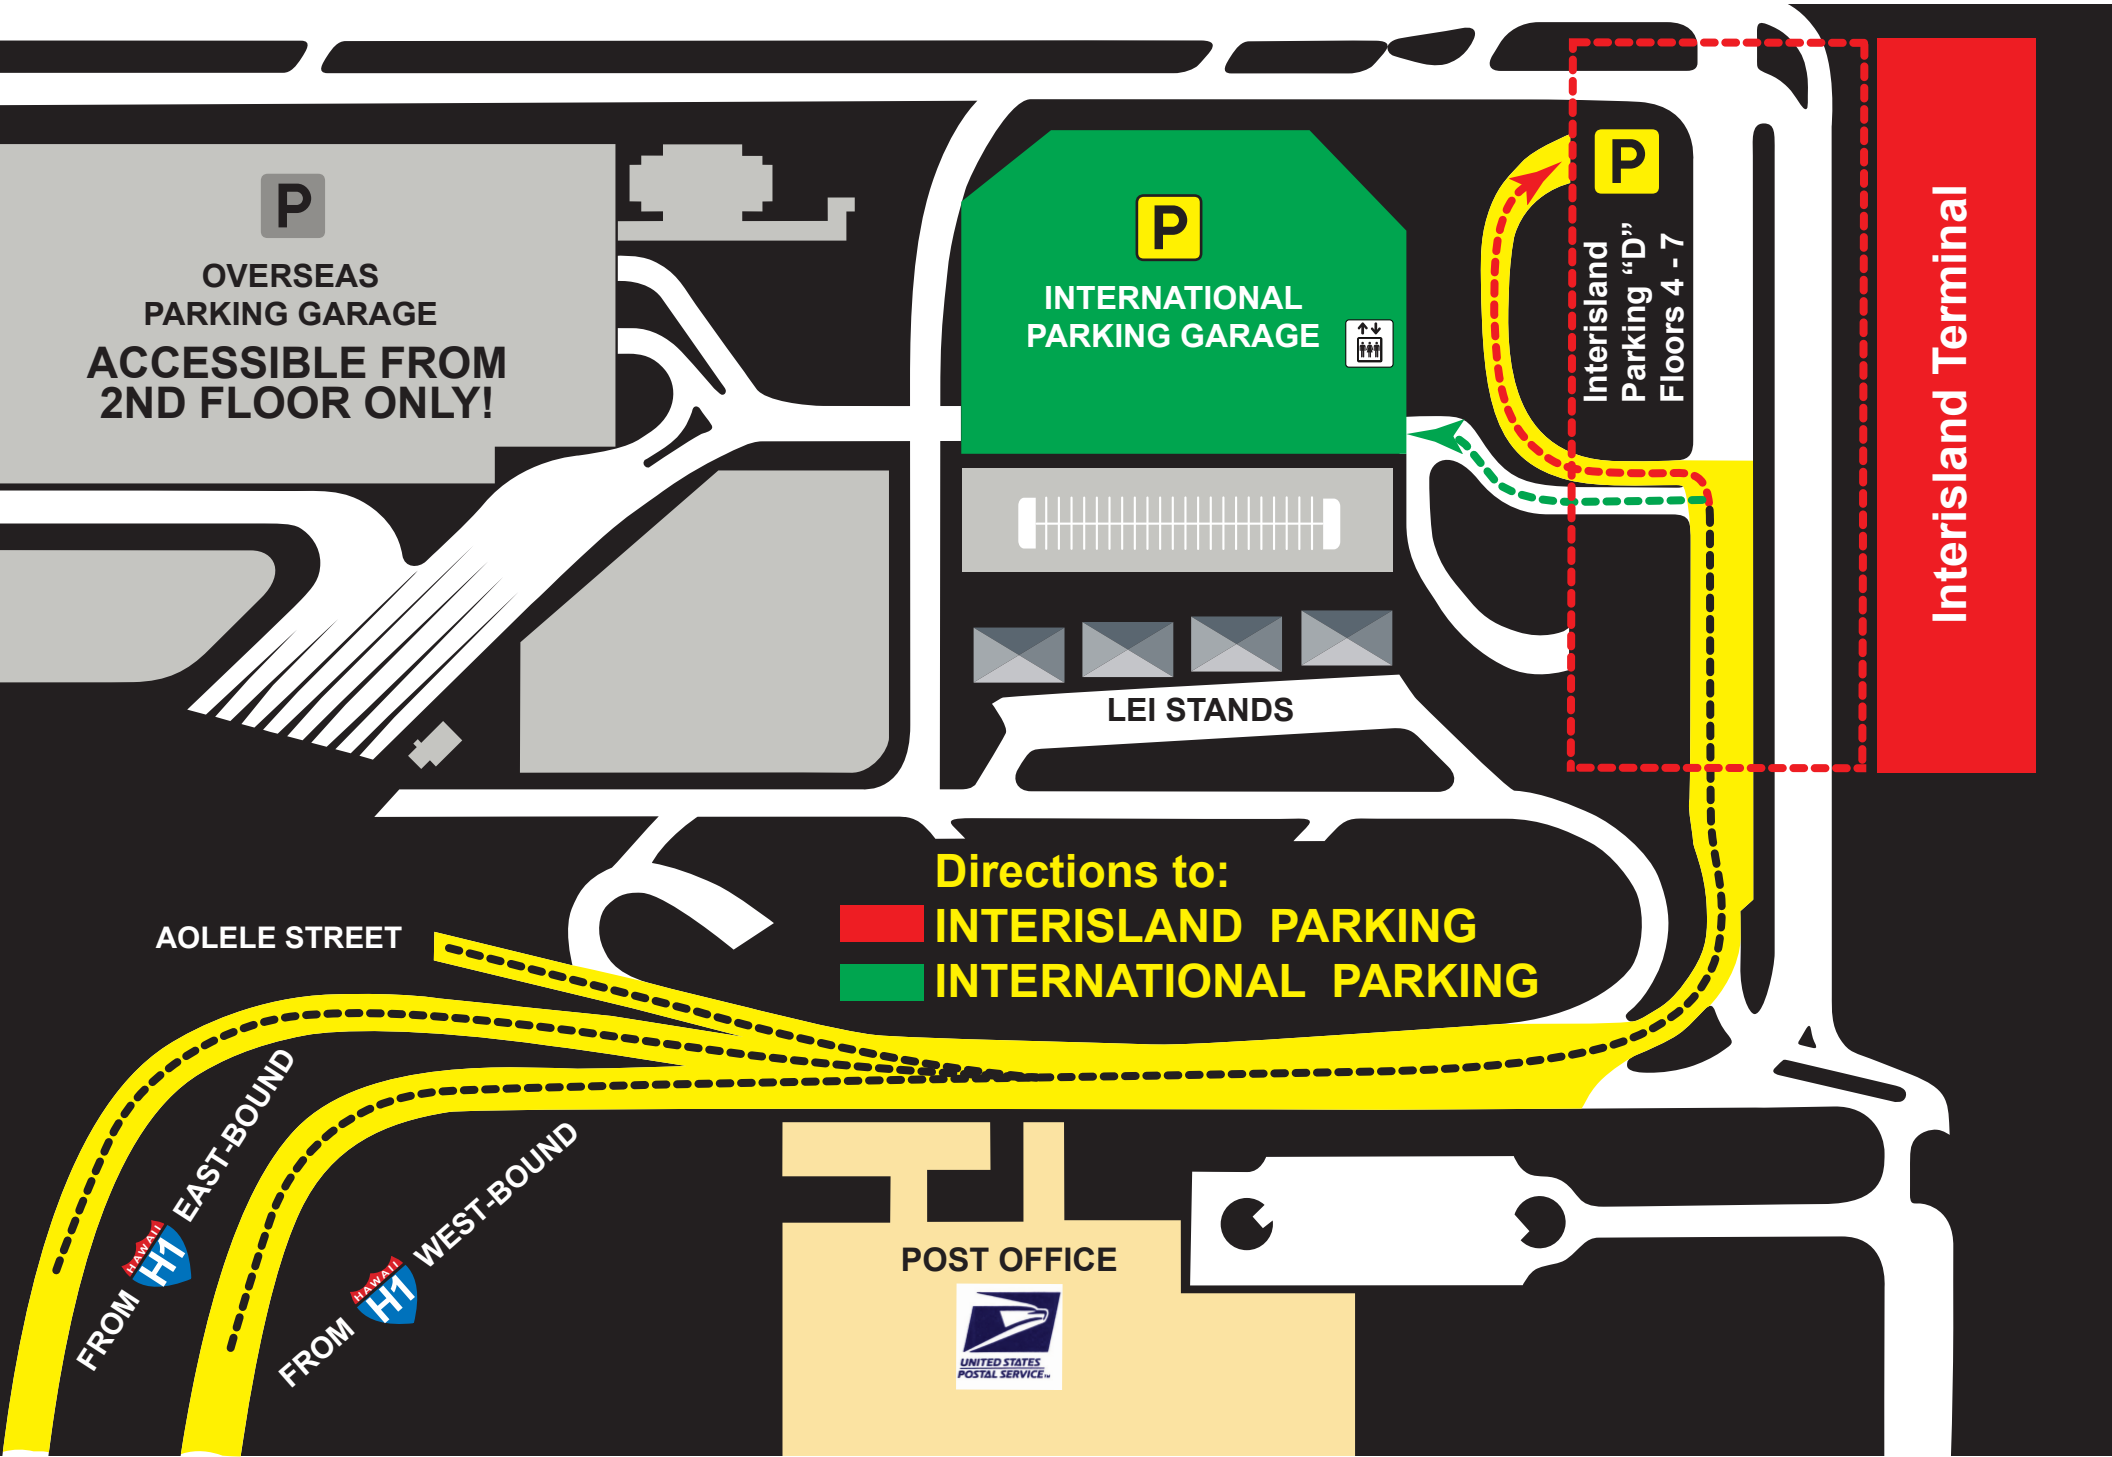 P
OVERSEAS
PARKING GARAGE
ACCESSIBLE FROM
2ND FLOOR ONLY!
P
INTERNATIONAL
PARKING GARAGE
P
Interisland
Parking “D”
Floors 4 - 7
Interisland Terminal
LEI STANDS
Directions to:
INTERISLAND PARKING
INTERNATIONAL PARKING
AOLELE STREET
FROM HAWAII H1 EAST-BOUND
FROM HAWAII H1 WEST-BOUND
POST OFFICE
UNITED STATES
POSTAL SERVICE™